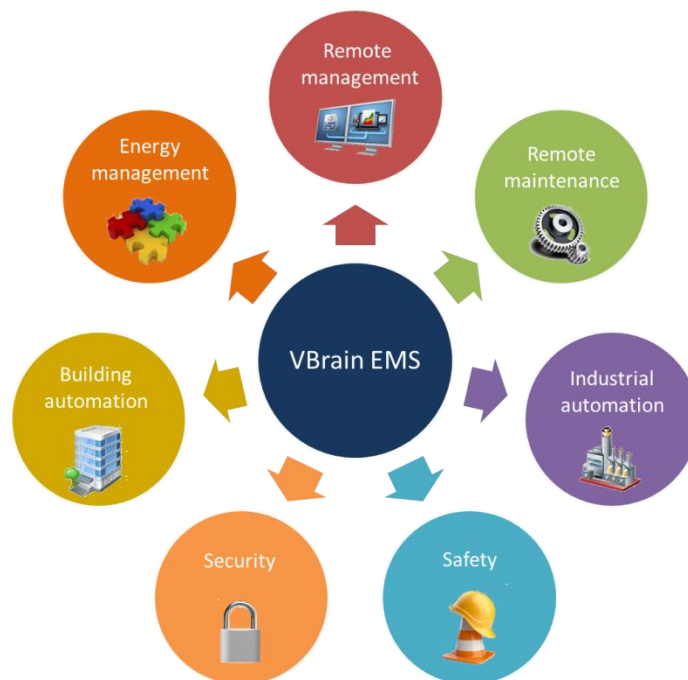 Remote
management
Energy
management
Remote
maintenance
VBrain EMS
Building
automation
Industrial
automation
Security
Safety